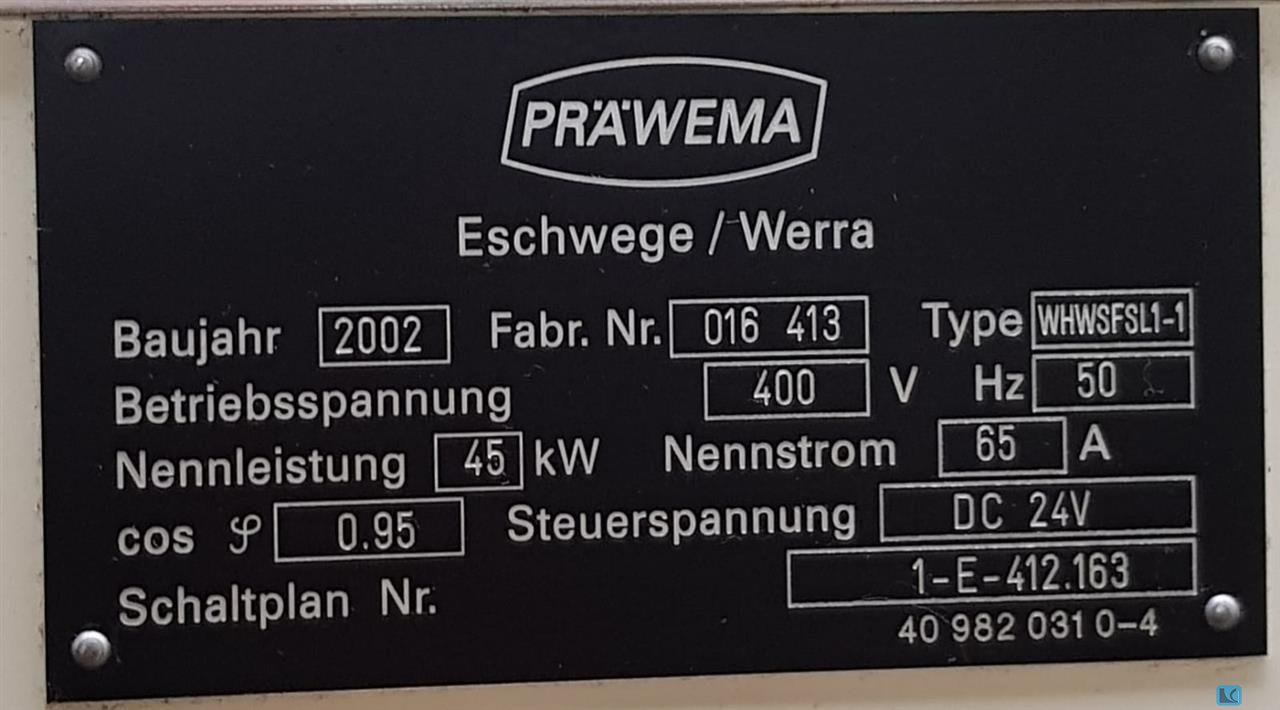 PRÄWEMA
Eschwege / Werra
Baujahr 2002 Fabr. Nr. 016 413 Type WHWSFSL1-1
Betriebsspannung 400 V Hz 50
Nennleistung 45 kW Nennstrom 65 A
cos φ 0.95 Steuerspannung DC 24V
Schaltplan Nr. 1-E-412.163
40 982 031 0-4